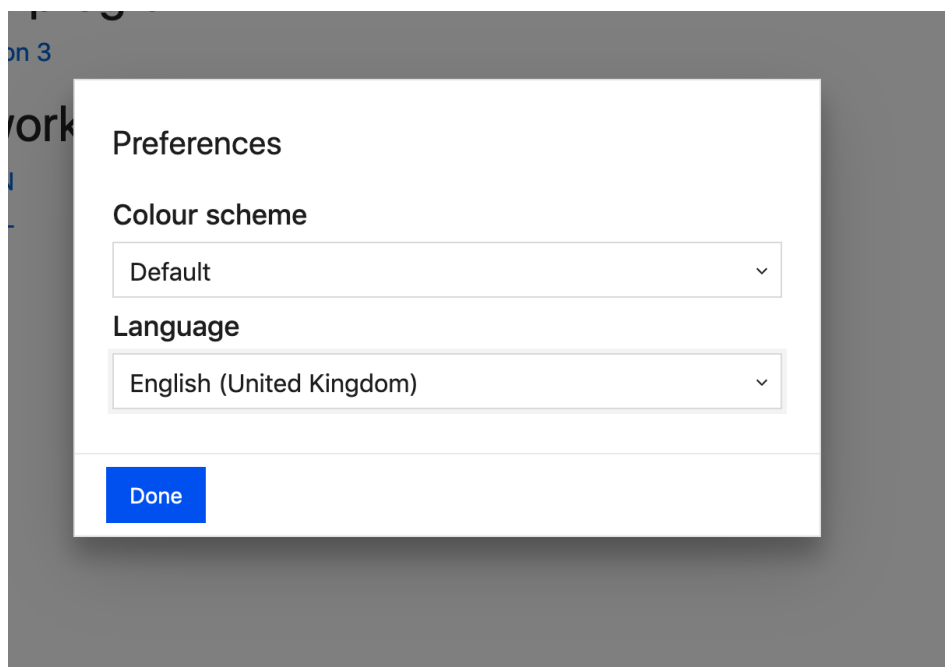 on 3
Preferences
Colour scheme
Default
Language
English (United Kingdom)
Done